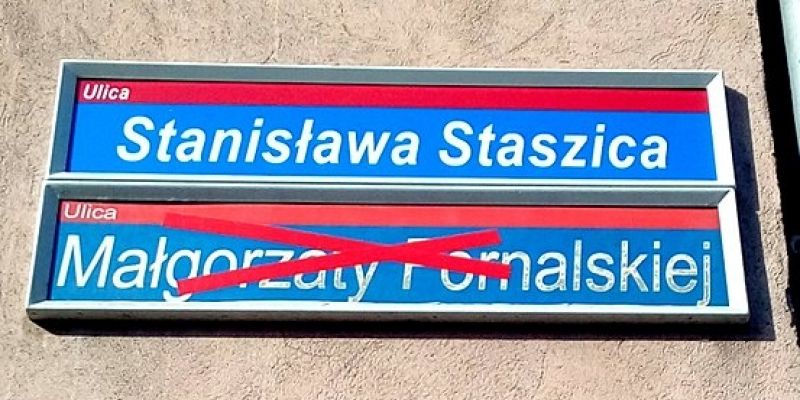 Ulica
Stanisława Staszica
Ulica
Małgorzaty Fornalskiej